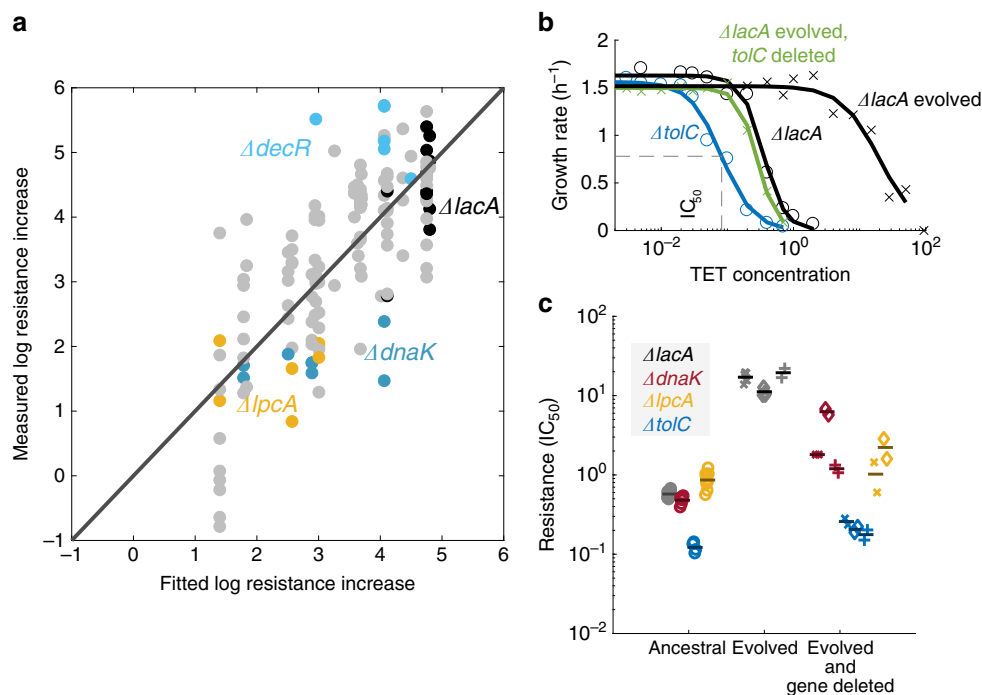 a
6
5
4
3
2
1
0
−1
−1
0
1
2
3
4
5
6
Measured log resistance increase
Fitted log resistance increase
ΔdecR
ΔlacA
ΔdnaK
ΔlpcA
b
2
1.5
1
0.5
0
Growth rate (h⁻¹)
ΔlacA evolved,
tolC deleted
ΔlacA evolved
ΔtolC
ΔlacA
IC₅₀
10⁻²
10⁰
10²
TET concentration
c
10²
10¹
10⁰
10⁻¹
10⁻²
Resistance (IC₅₀)
ΔlacA
ΔdnaK
ΔlpcA
ΔtolC
Ancestral
Evolved
Evolved
and
gene deleted